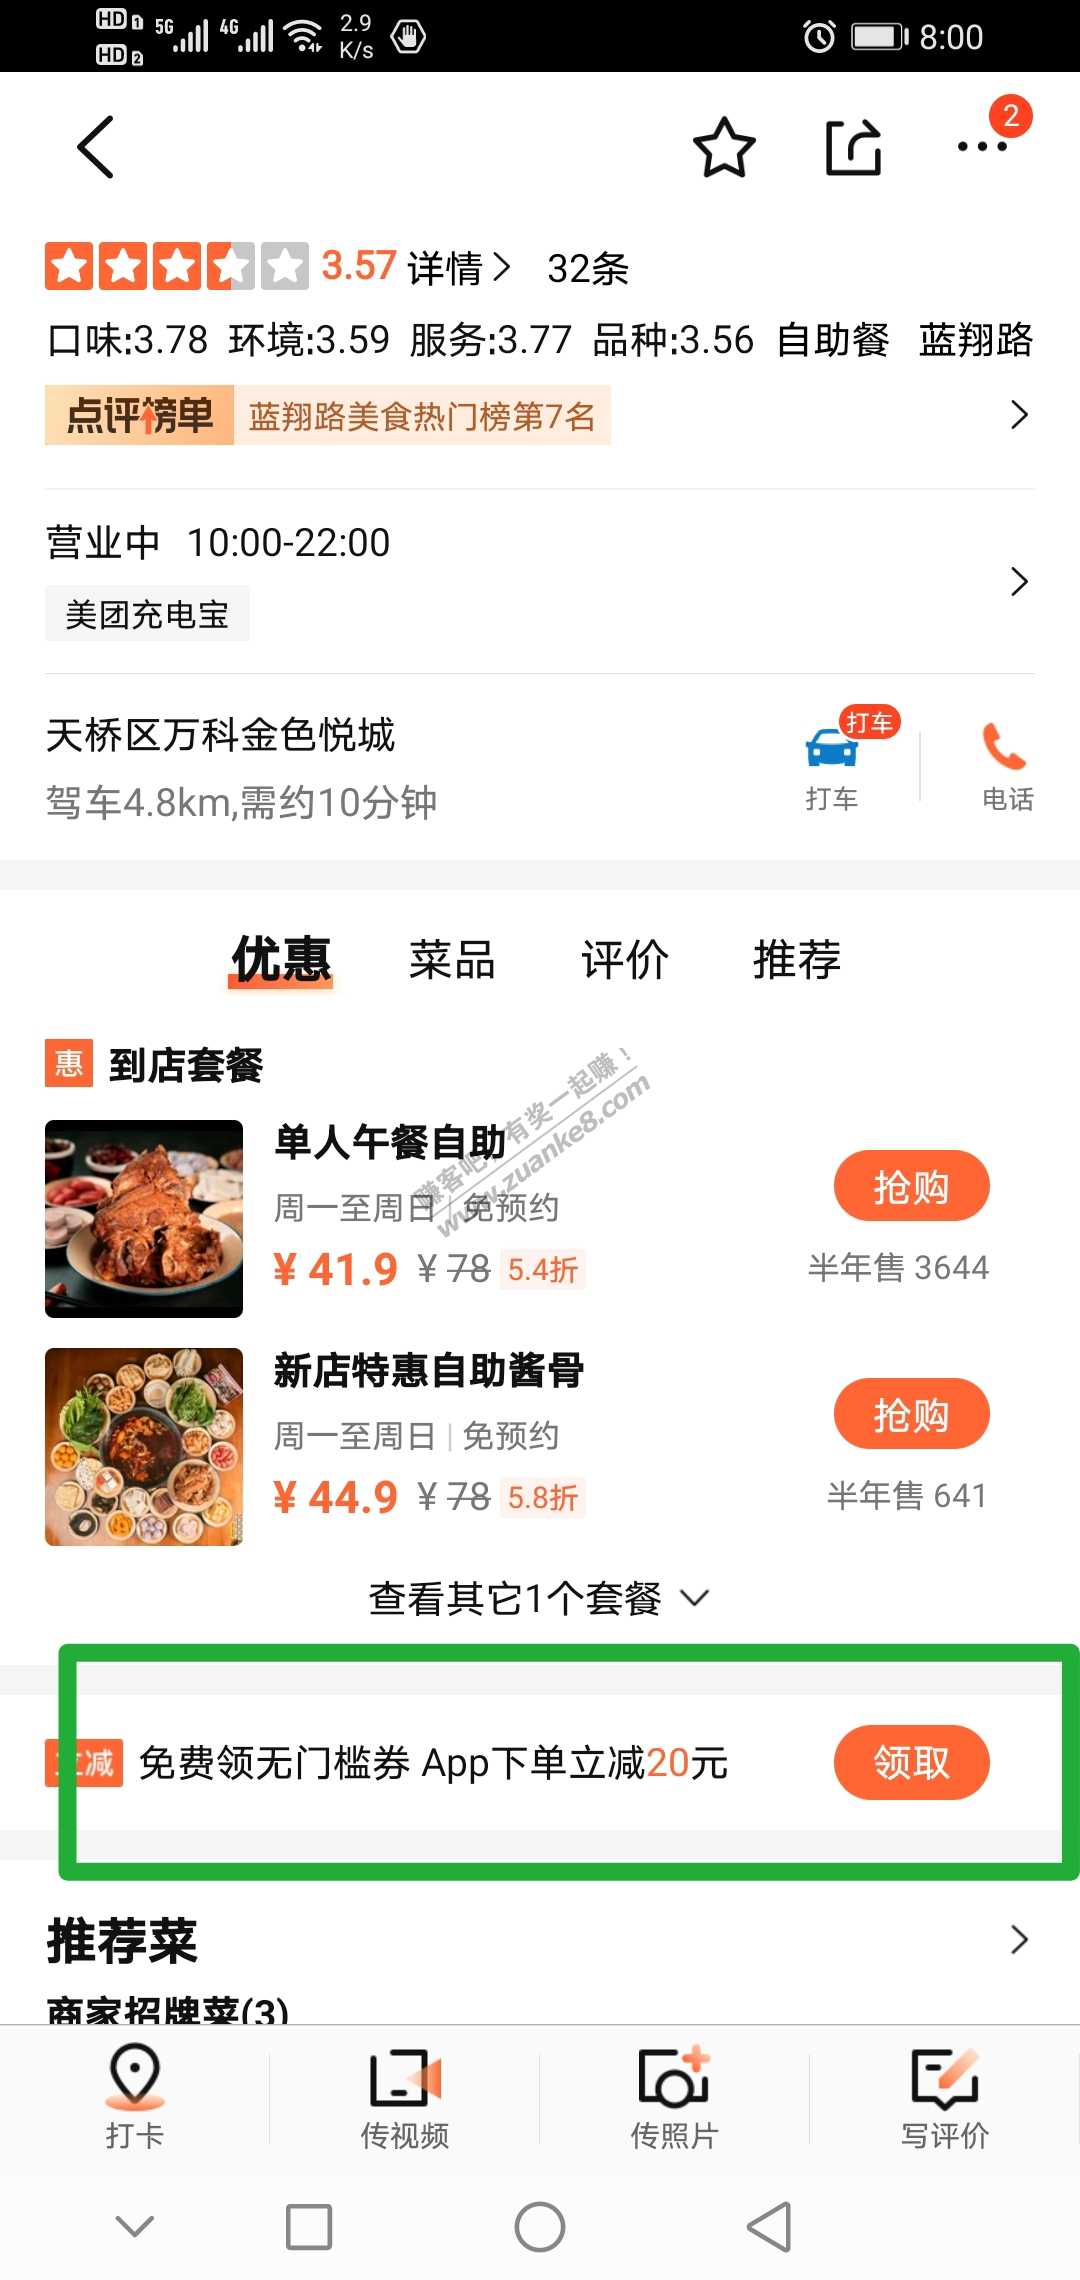 HD 1 5G 4G 2.9 8:00
HD 2 K/s
2
3.57 详情 32条
口味:3.78 环境:3.59 服务:3.77 品种:3.56 自助餐 蓝翔路
点评榜单 蓝翔路美食热门榜第7名
营业中 10:00-22:00
美团充电宝
天桥区万科金色悦城
打车
驾车4.8km,需约10分钟
打车 电话
优惠 菜品 评价 推荐
惠 到店套餐
单人午餐自助
抢购
周一至周日 | 免预约
¥ 41.9 ¥ 78 5.4折
半年售 3644
赚客吧,有奖一起赚!
www.zuanke8.com
新店特惠自助酱骨
抢购
周一至周日 | 免预约
¥ 44.9 ¥ 78 5.8折
半年售 641
查看其它1个套餐
立减 免费领无门槛券 App下单立减20元 领取
推荐菜
商家招牌菜(3)
打卡 传视频 传照片 写评价